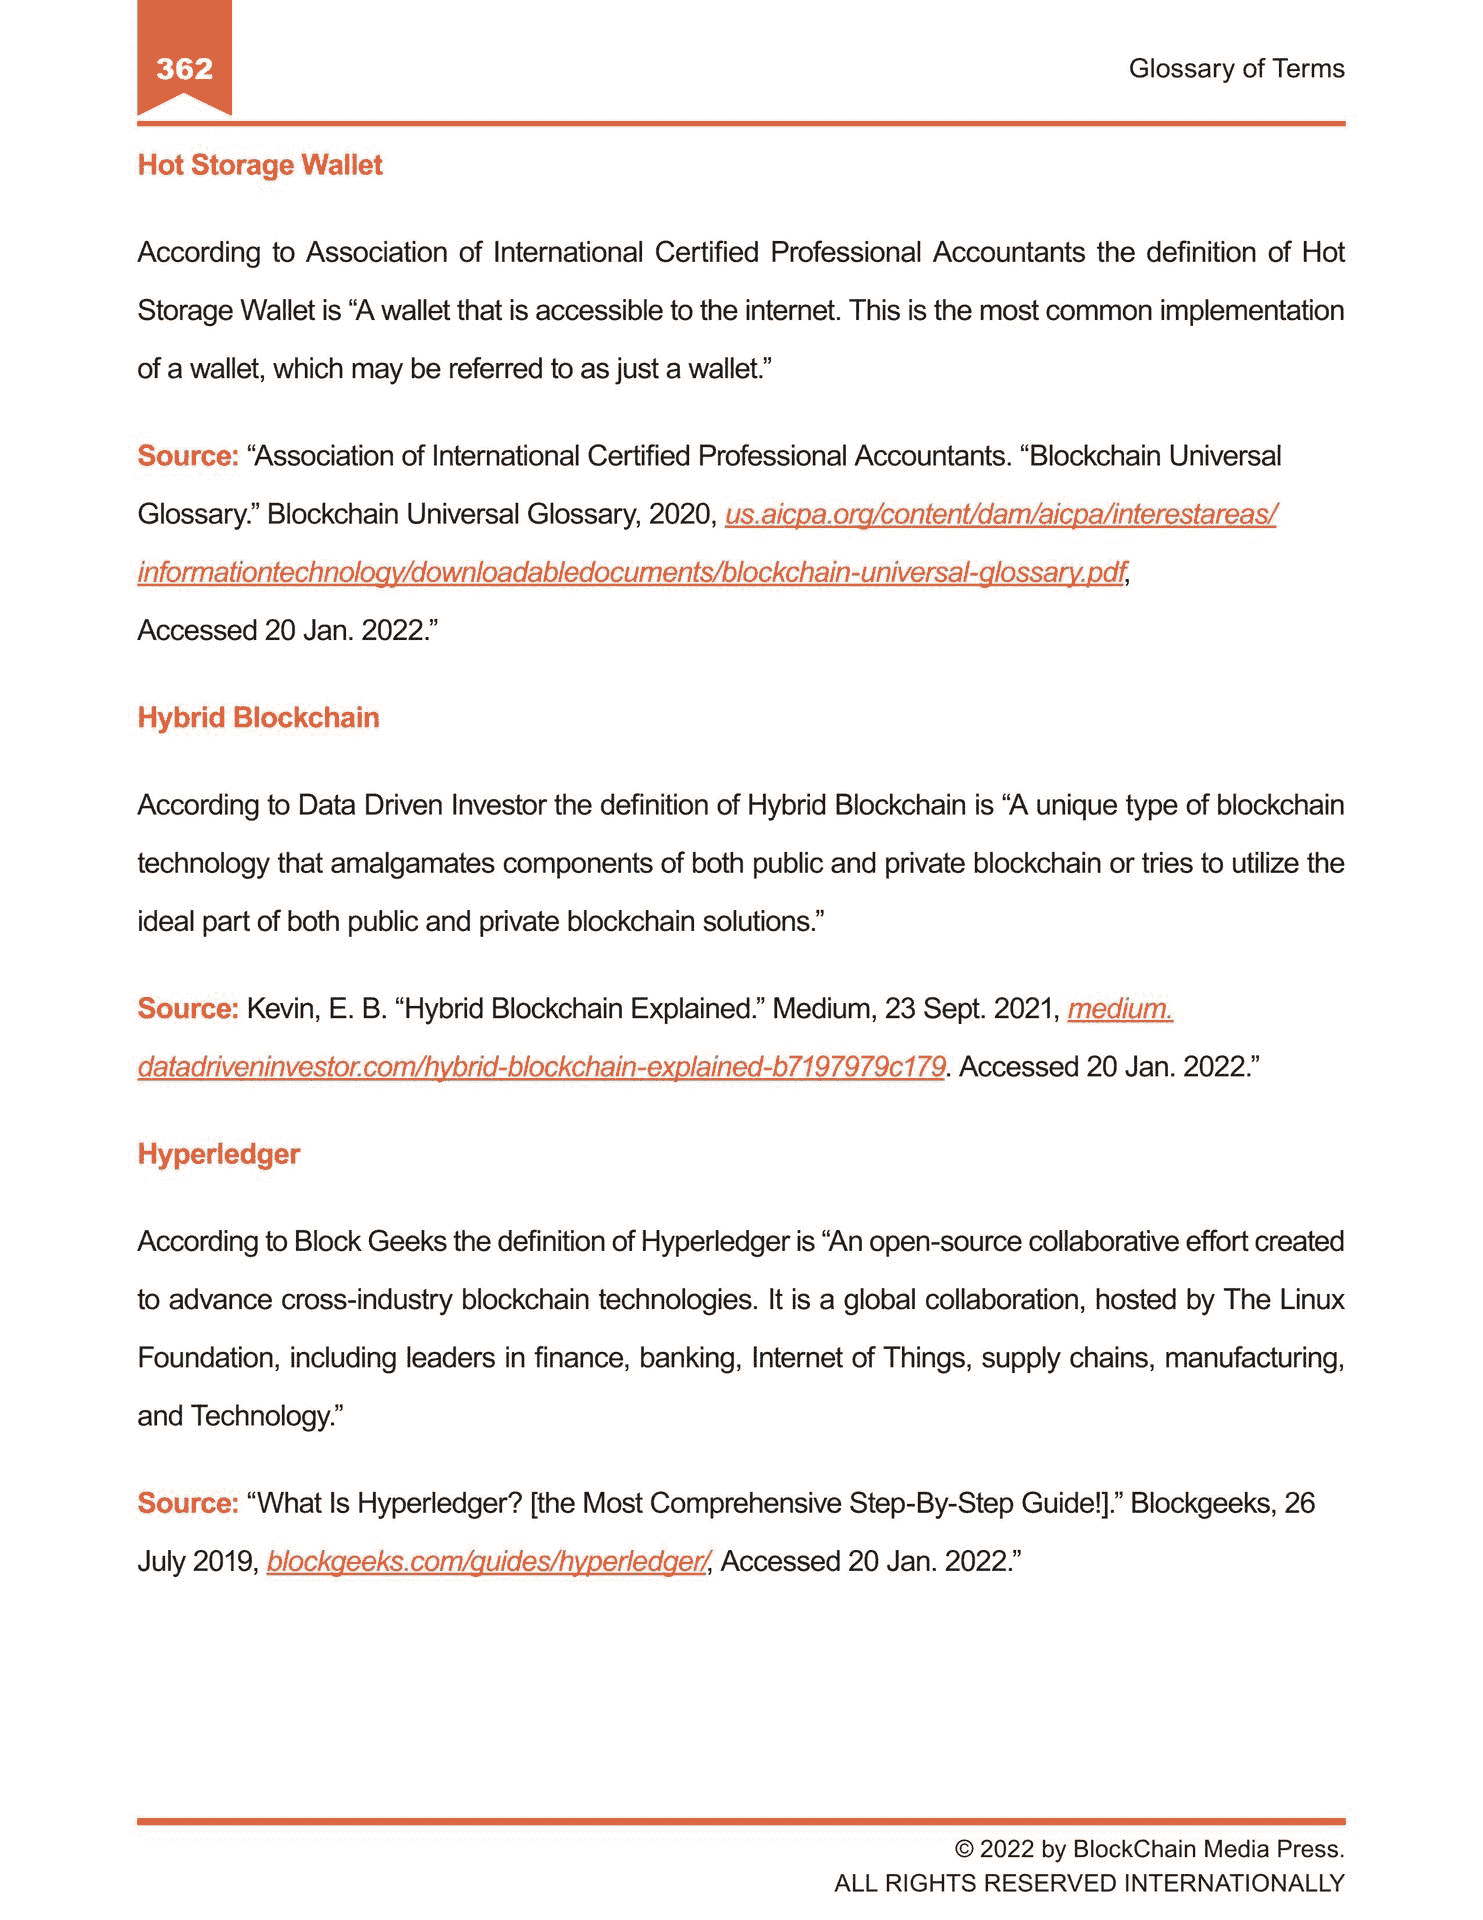 362
Glossary of Terms
Hot Storage Wallet
According to Association of International Certified Professional Accountants the definition of Hot
Storage Wallet is “A wallet that is accessible to the internet. This is the most common implementation
of a wallet, which may be referred to as just a wallet.”
Source: “Association of International Certified Professional Accountants. “Blockchain Universal
Glossary.” Blockchain Universal Glossary, 2020, us.aicpa.org/content/dam/aicpa/interestareas/
informationtechnology/downloadabledocuments/blockchain-universal-glossary.pdf,
Accessed 20 Jan. 2022.”
Hybrid Blockchain
According to Data Driven Investor the definition of Hybrid Blockchain is “A unique type of blockchain
technology that amalgamates components of both public and private blockchain or tries to utilize the
ideal part of both public and private blockchain solutions.”
Source: Kevin, E. B. “Hybrid Blockchain Explained.” Medium, 23 Sept. 2021, medium.
datadriveninvestor.com/hybrid-blockchain-explained-b7197979c179. Accessed 20 Jan. 2022.”
Hyperledger
According to Block Geeks the definition of Hyperledger is “An open-source collaborative effort created
to advance cross-industry blockchain technologies. It is a global collaboration, hosted by The Linux
Foundation, including leaders in finance, banking, Internet of Things, supply chains, manufacturing,
and Technology.”
Source: “What Is Hyperledger? [the Most Comprehensive Step-By-Step Guide!].” Blockgeeks, 26
July 2019, blockgeeks.com/guides/hyperledger/, Accessed 20 Jan. 2022.”
© 2022 by BlockChain Media Press.
ALL RIGHTS RESERVED INTERNATIONALLY